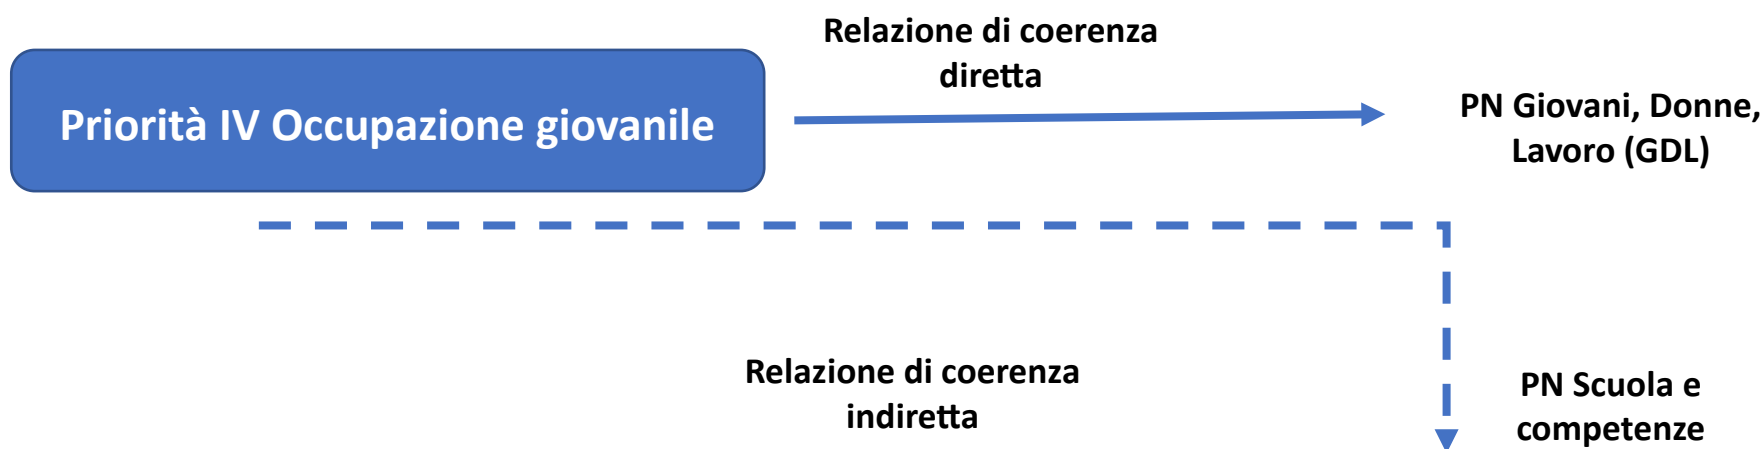 Relazione di coerenza
diretta
Priorità IV Occupazione giovanile
PN Giovani, Donne,
Lavoro (GDL)
Relazione di coerenza
indiretta
PN Scuola e
competenze